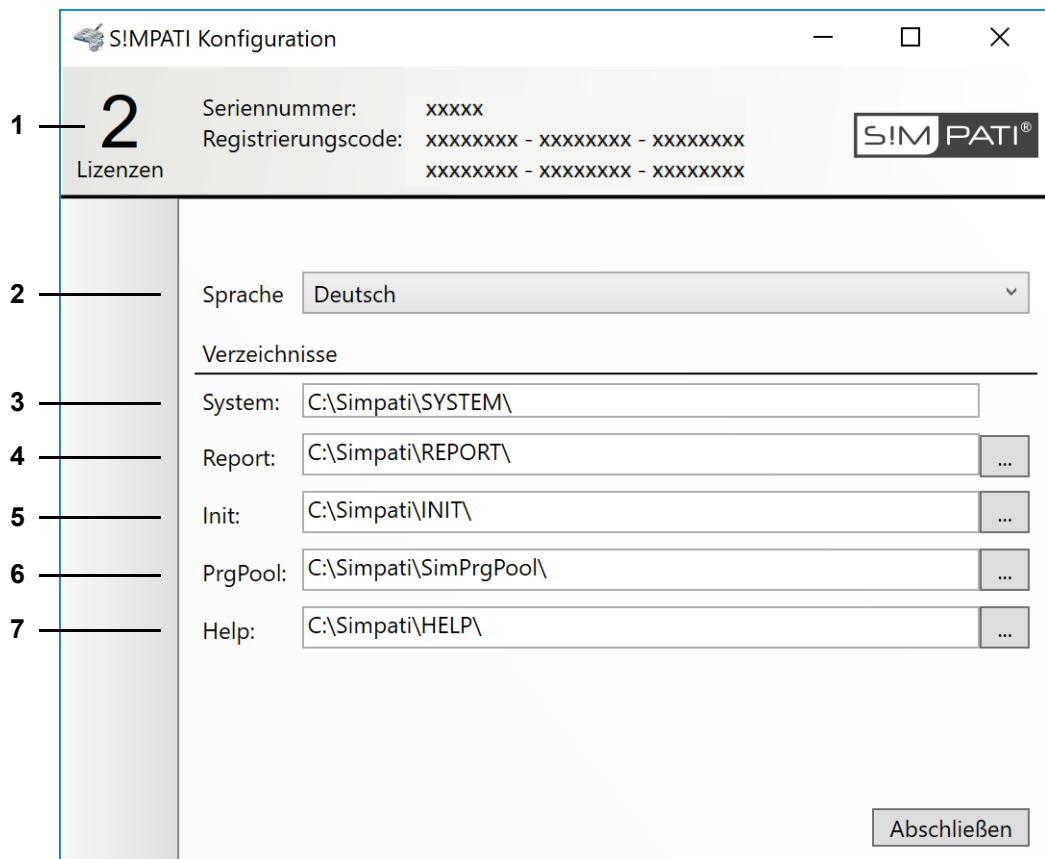 S!MPATI Konfiguration
1
2
Lizenzen
Seriennummer: xxxxx
Registrierungscode: xxxxxxxx - xxxxxxxx - xxxxxxxx
xxxxxxxx - xxxxxxxx - xxxxxxxx
S!M PATI®
2 Sprache Deutsch
Verzeichnisse
3 System: C:\Simpati\SYSTEM\
4 Report: C:\Simpati\REPORT\ ...
5 Init: C:\Simpati\INIT\ ...
6 PrgPool: C:\Simpati\SimPrgPool\ ...
7 Help: C:\Simpati\HELP\ ...
Abschließen